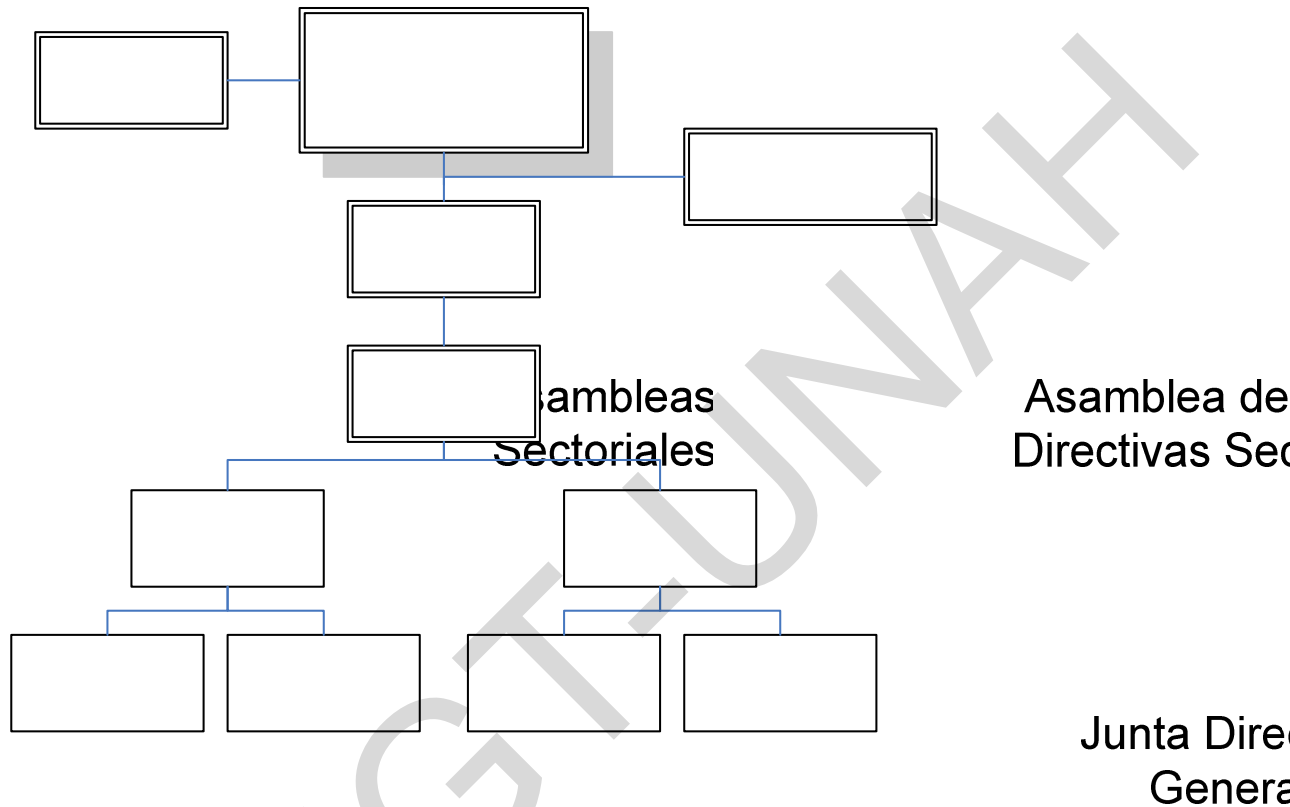 sambleas
Sectoriales
Asamblea de
Directivas Sec
Junta Direc
Genera
GT-UNAH